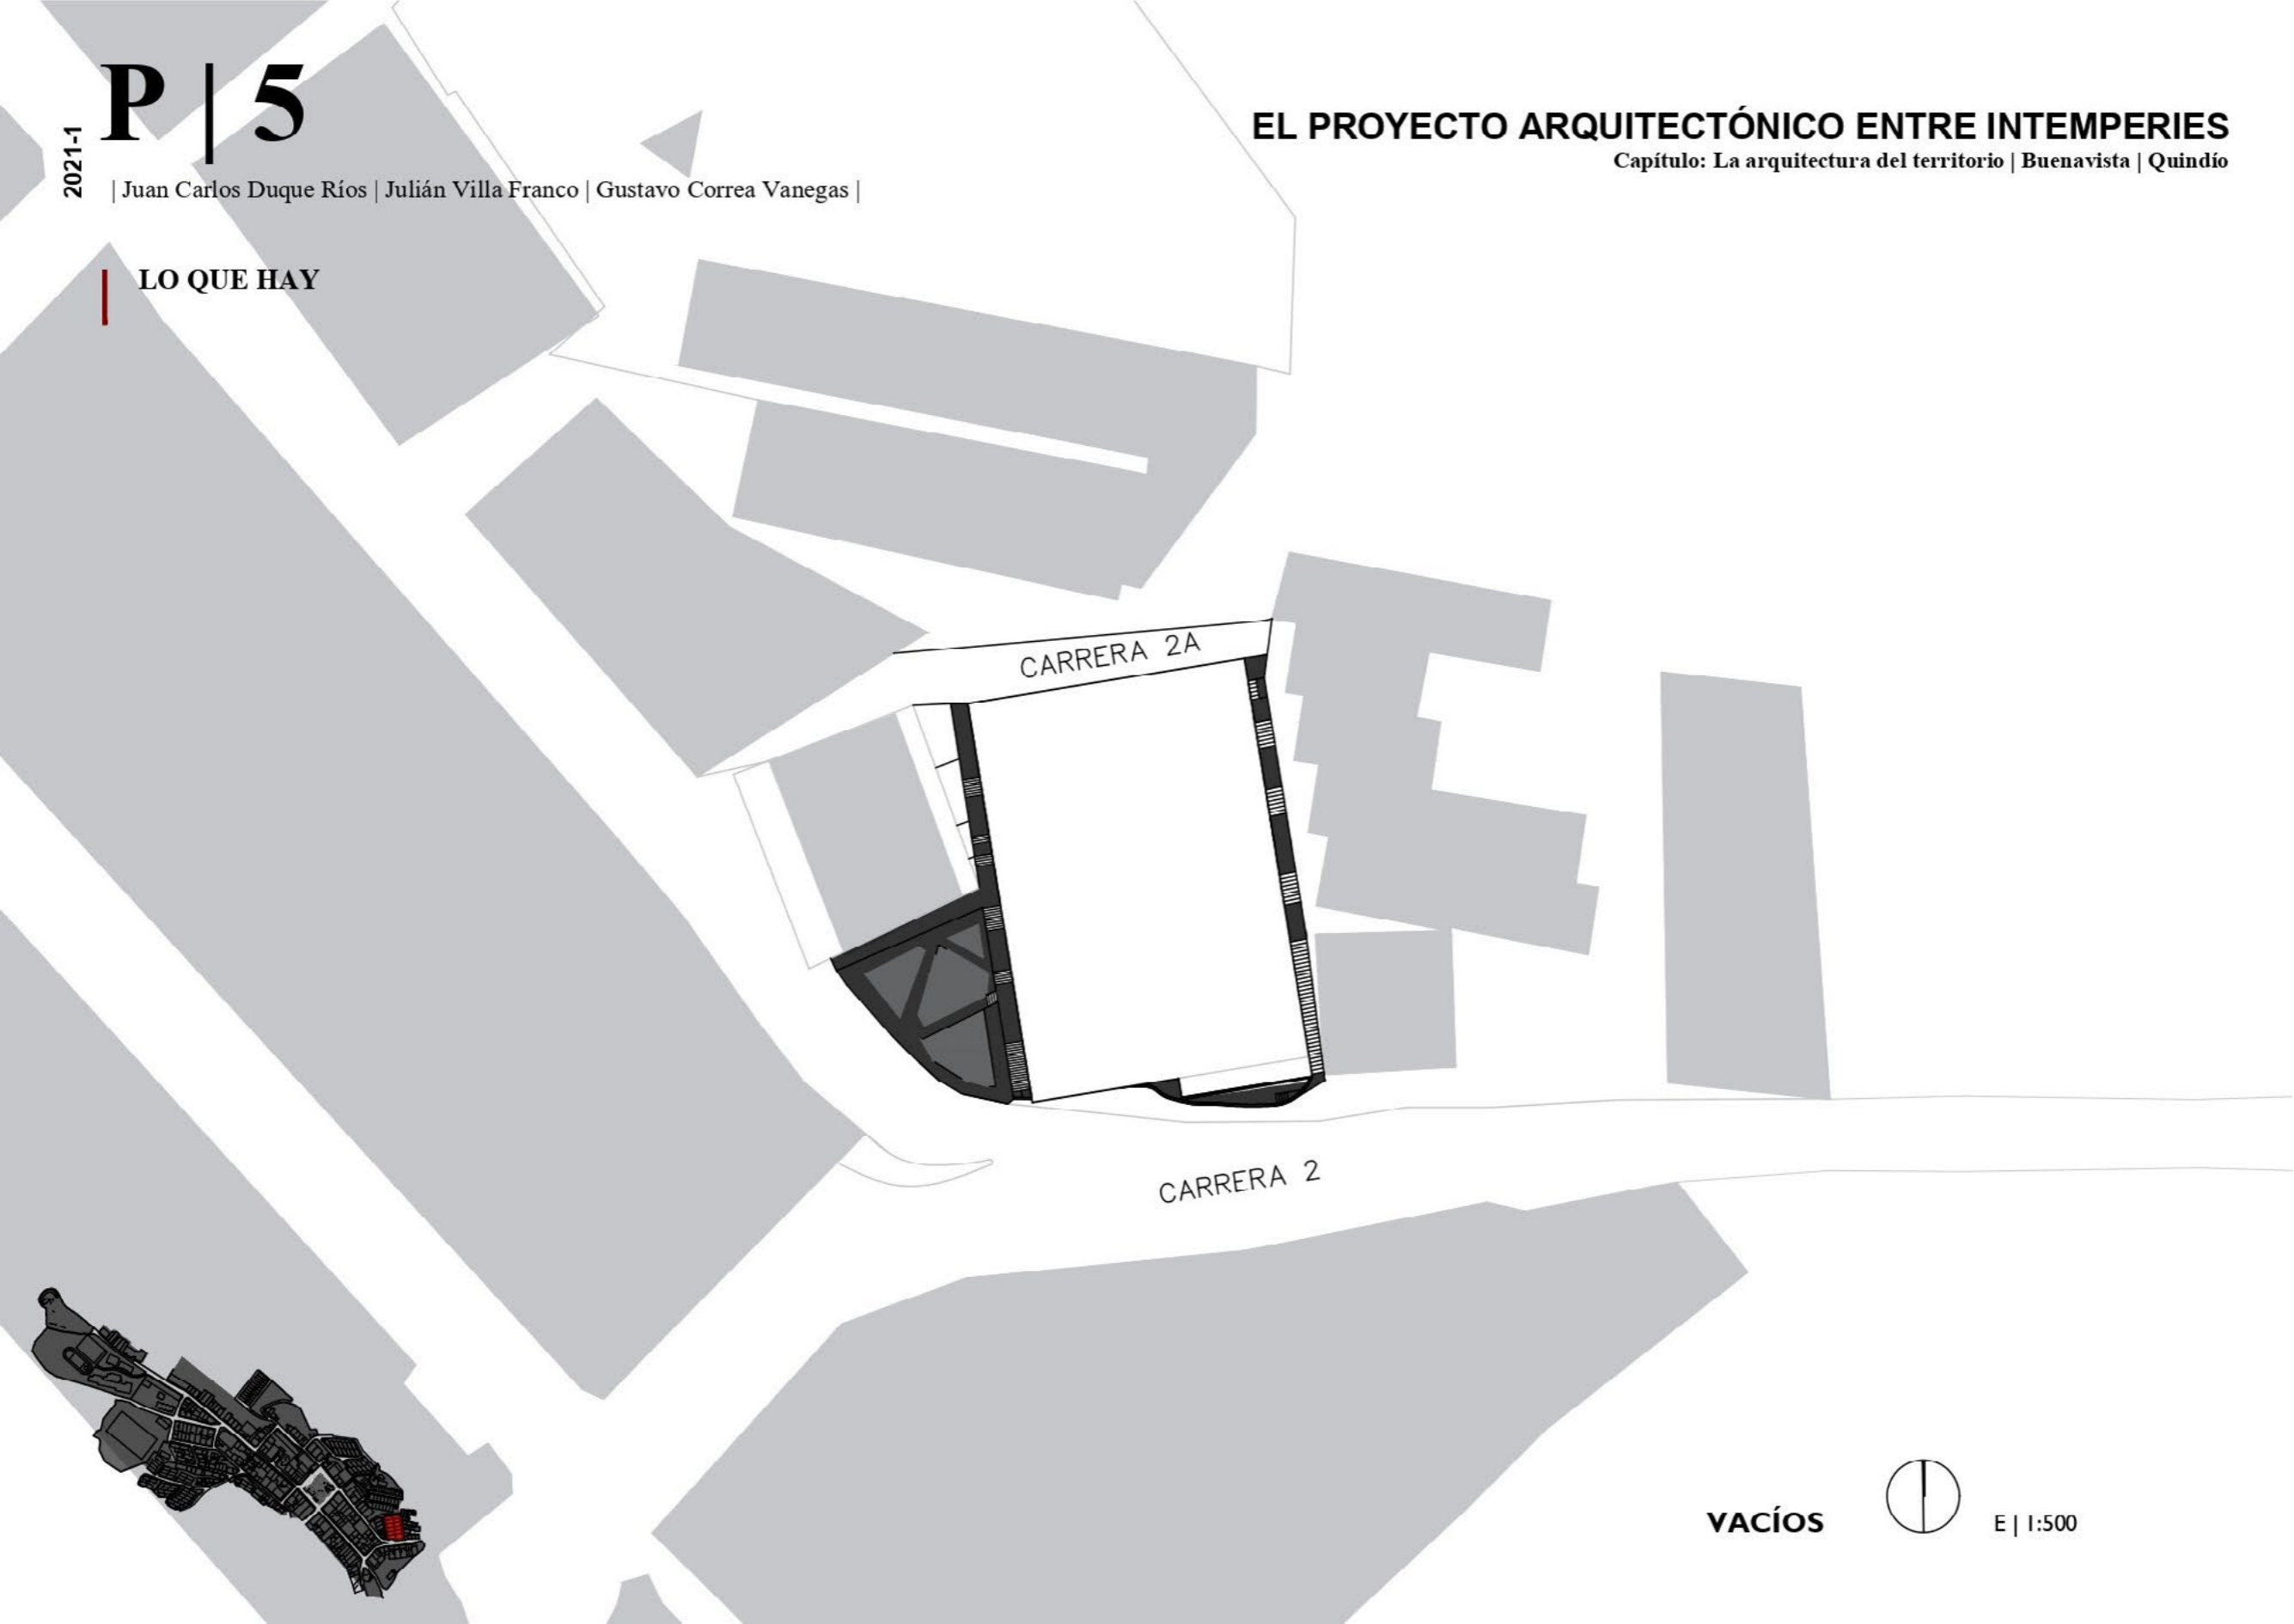 P | 5
2021-1
| Juan Carlos Duque Ríos | Julián Villa Franco | Gustavo Correa Vanegas |
EL PROYECTO ARQUITECTÓNICO ENTRE INTEMPERIES
Capítulo: La arquitectura del territorio | Buenavista | Quindío
LO QUE HAY
CARRERA 2A
CARRERA 2
VACÍOS
E | 1:500